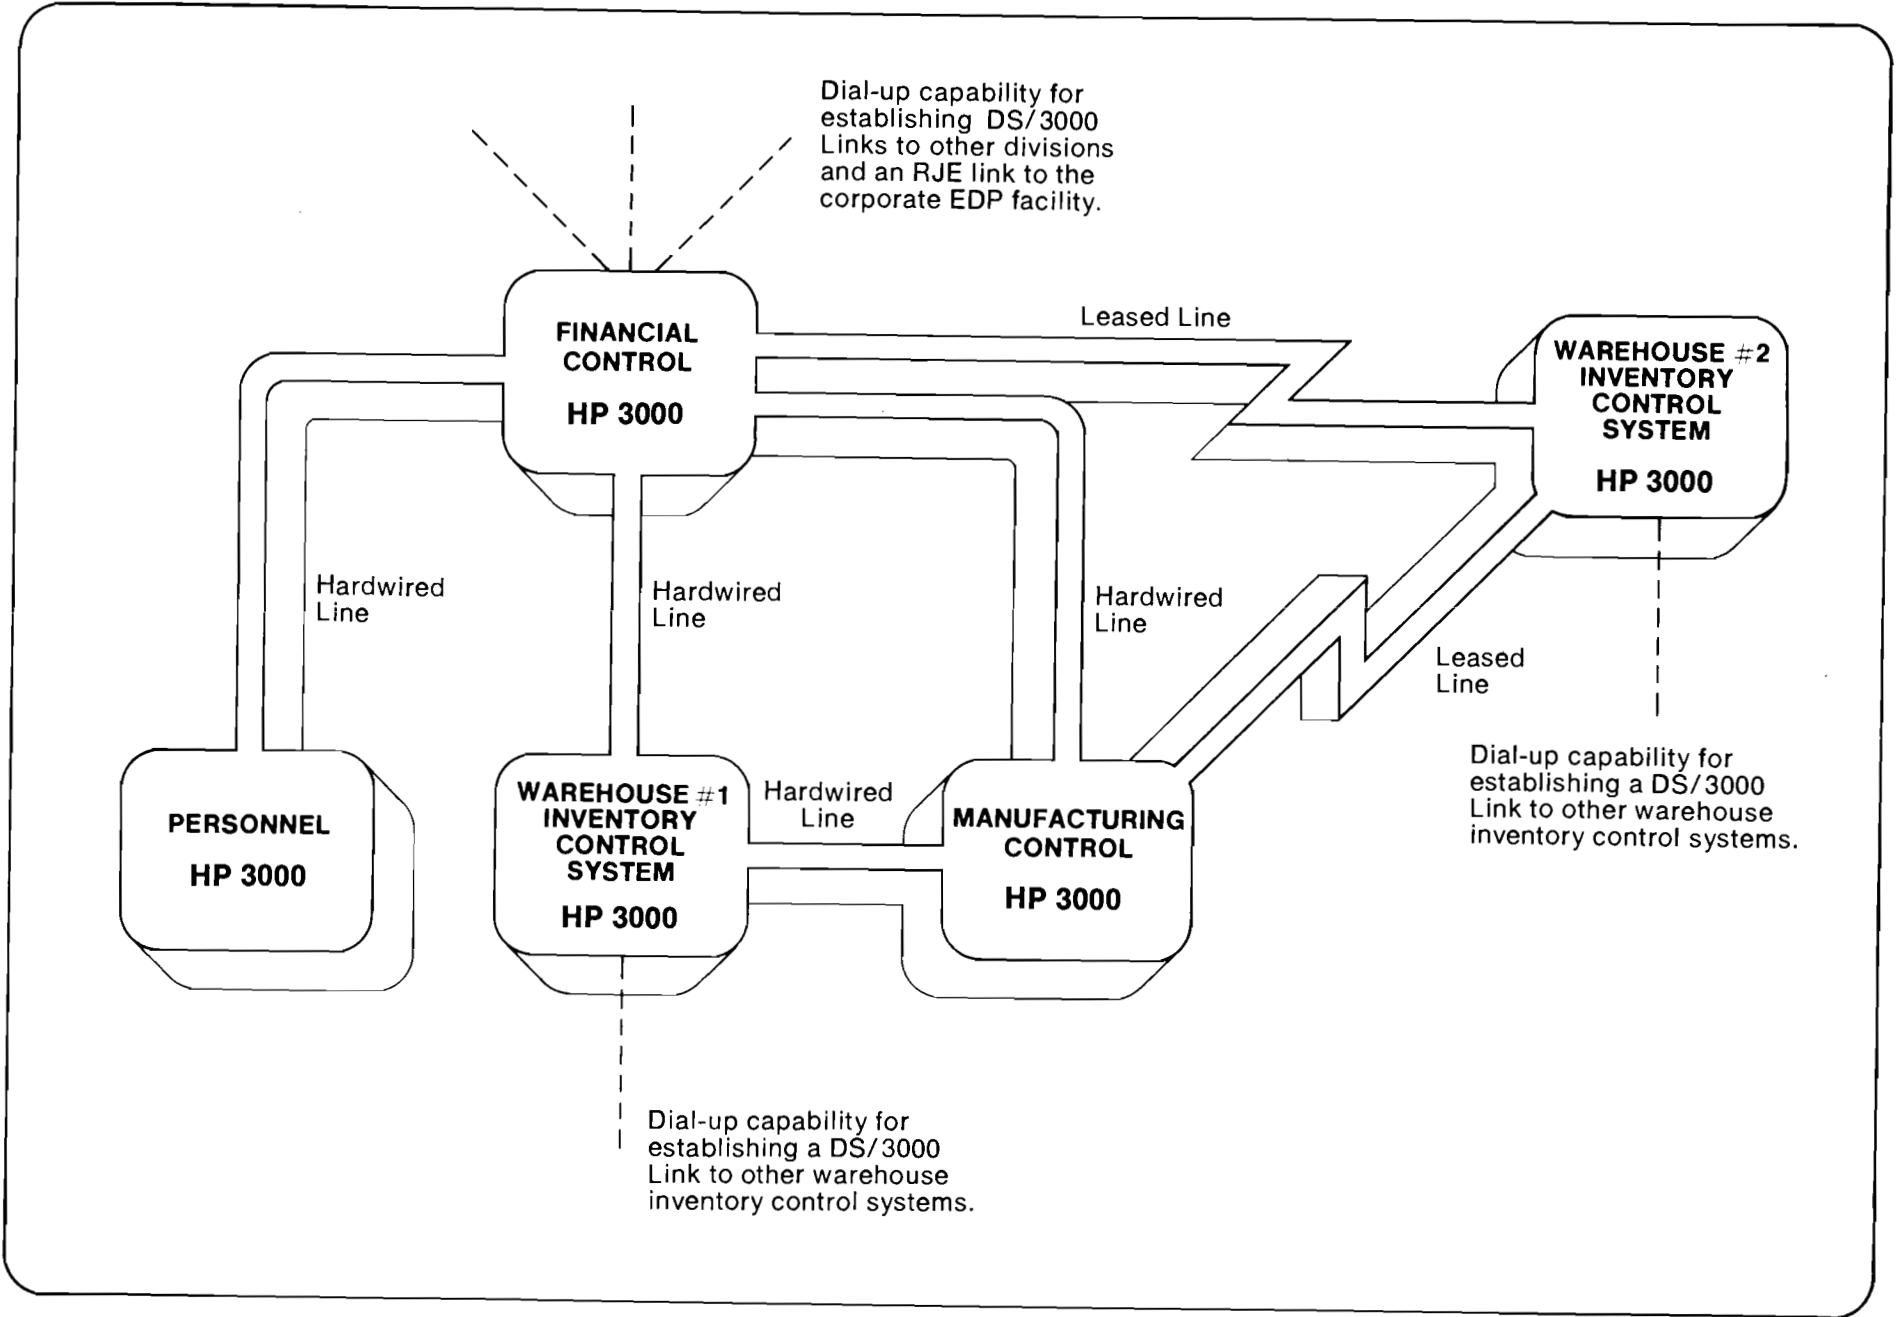 Dial-up capability for
establishing DS/3000
Links to other divisions
and an RJE link to the
corporate EDP facility.
FINANCIAL
CONTROL
HP 3000
Leased Line
WAREHOUSE #2
INVENTORY
CONTROL
SYSTEM
HP 3000
Hardwired
Line
Hardwired
Line
Hardwired
Line
Leased
Line
PERSONNEL
HP 3000
WAREHOUSE #1
INVENTORY
CONTROL
SYSTEM
HP 3000
Hardwired
Line
MANUFACTURING
CONTROL
HP 3000
Dial-up capability for
establishing a DS/3000
Link to other warehouse
inventory control systems.
Dial-up capability for
establishing a DS/3000
Link to other warehouse
inventory control systems.